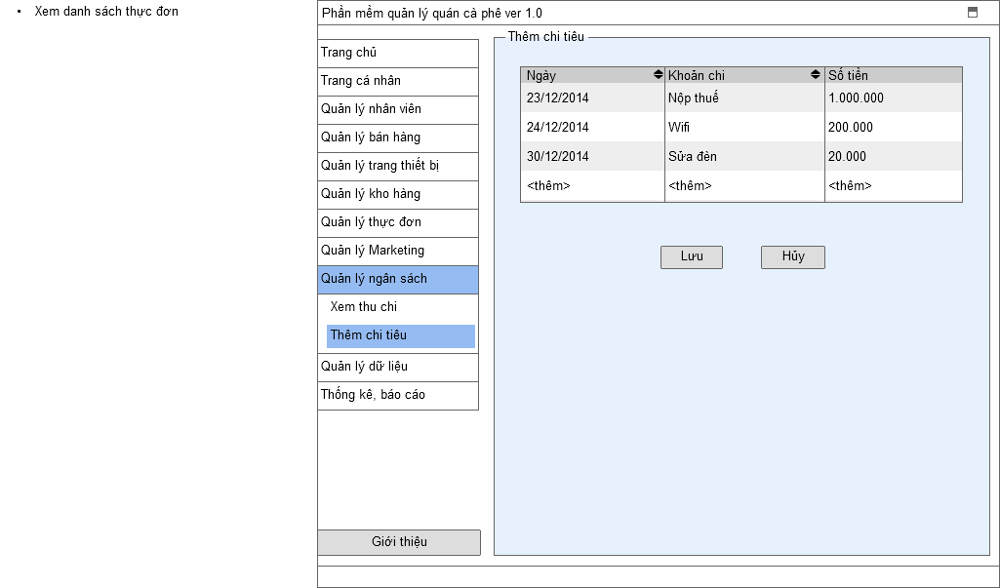 • Xem danh sách thực đơn
Phần mềm quản lý quán cà phê ver 1.0
Trang chủ
Trang cá nhân
Quản lý nhân viên
Quản lý bán hàng
Quản lý trang thiết bị
Quản lý kho hàng
Quản lý thực đơn
Quản lý Marketing
Quản lý ngân sách
Xem thu chi
Thêm chi tiêu
Quản lý dữ liệu
Thống kê, báo cáo
Giới thiệu
Thêm chi tiêu
Ngày Khoản chi Số tiền
23/12/2014 Nộp thuế 1.000.000
24/12/2014 Wifi 200.000
30/12/2014 Sửa đèn 20.000
<thêm> <thêm> <thêm>
Lưu Hủy